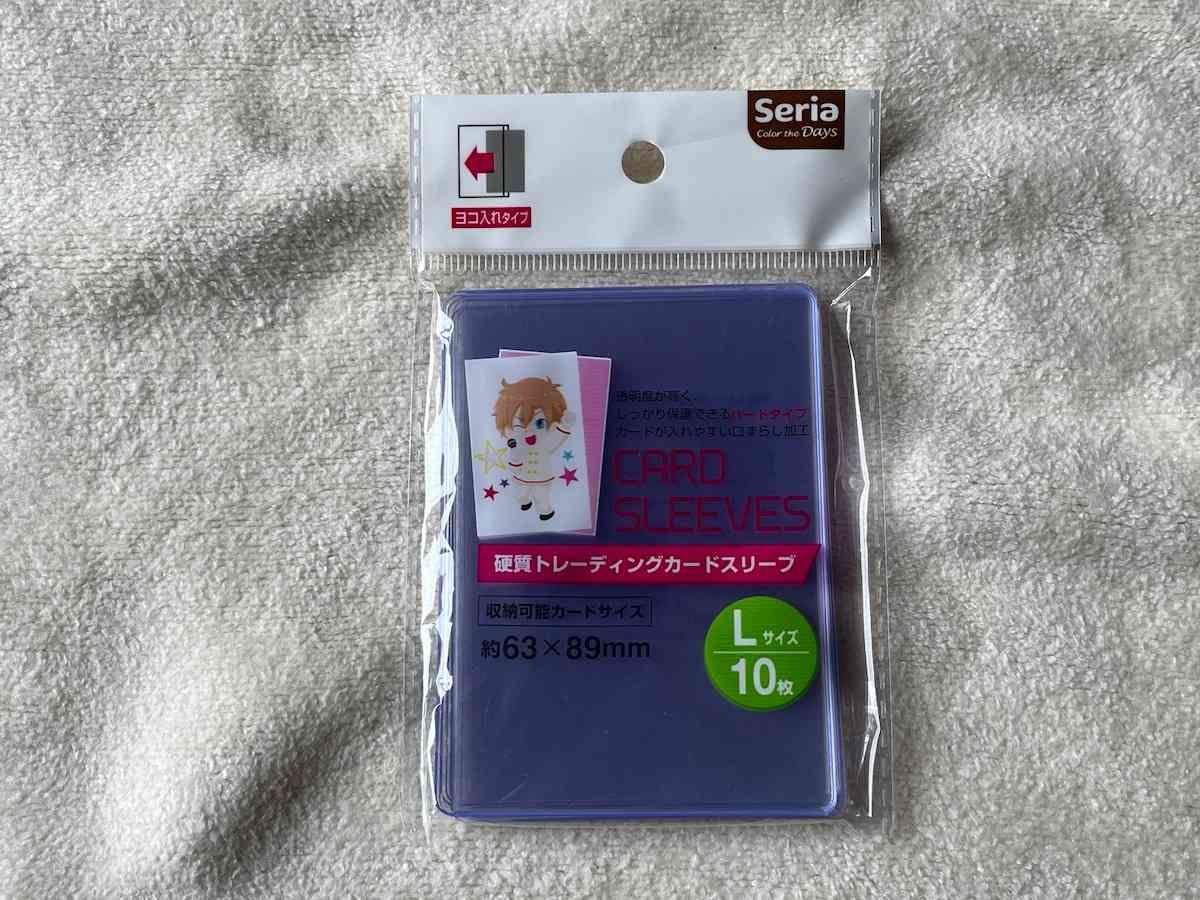 Seria
Color the Days
ヨコ入れタイプ
透明度が高く、
しっかり保護できるハードタイプ
カードが入れやすい口ずらし加工
CARD
SLEEVES
硬質トレーディングカードスリーブ
収納可能カードサイズ
約63×89mm
Lサイズ
10枚